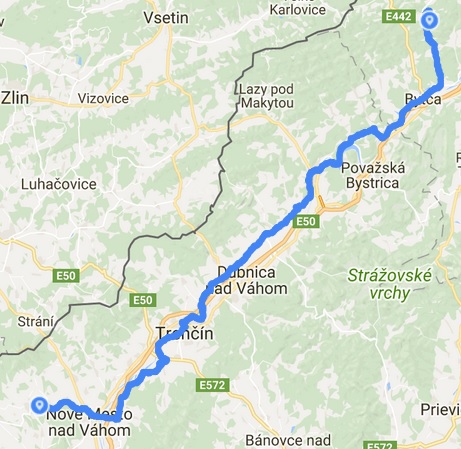 Karlovice
Vsetin
E442
Lazy pod
Makytou
Zlin
Vizovice
Bytča
Považská
Bystrica
Luhačovice
E50
Dubnica
nad Váhom
Strážovské
vrchy
E50
E50
Strání
Trenčín
E572
Nové Mesto
nad Váhom
Prievi
Bánovce nad
E572